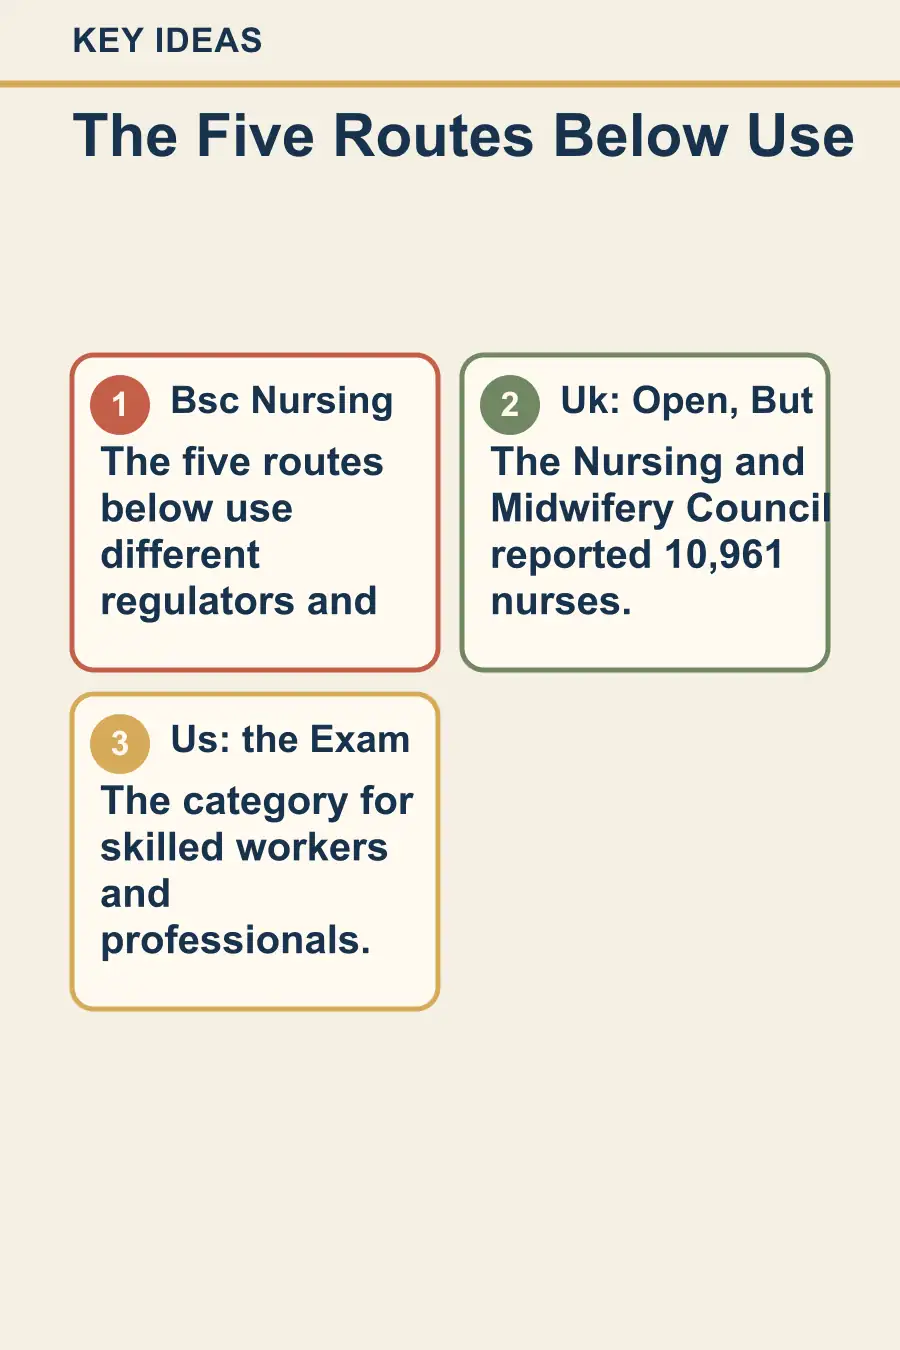 KEY IDEAS
The Five Routes Below Use
1
Bsc Nursing
The five routes
below use
different
regulators and
2
Uk: Open, But
The Nursing and
Midwifery Council
reported 10,961
nurses.
3
Us: the Exam
The category for
skilled workers
and
professionals.